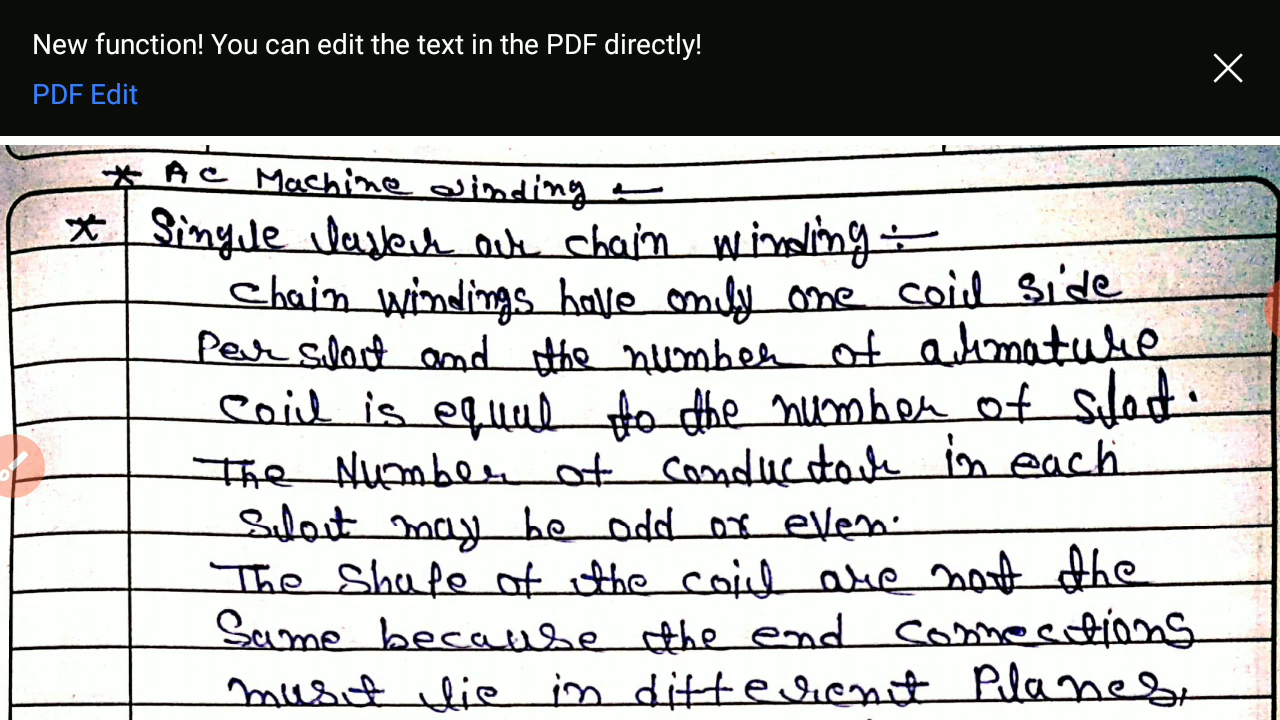 New function! You can edit the text in the PDF directly!
PDF Edit
* AC Machine winding :-
* Single layer or chain winding :-
Chain windings have only one coil side
Per slot and the number of armature
Coil is equal to the number of slot.
The Number of conductor in each
Slot may be odd or even.
The Shape of the coil are not the
Same because the end connections
must lie in different Planes,